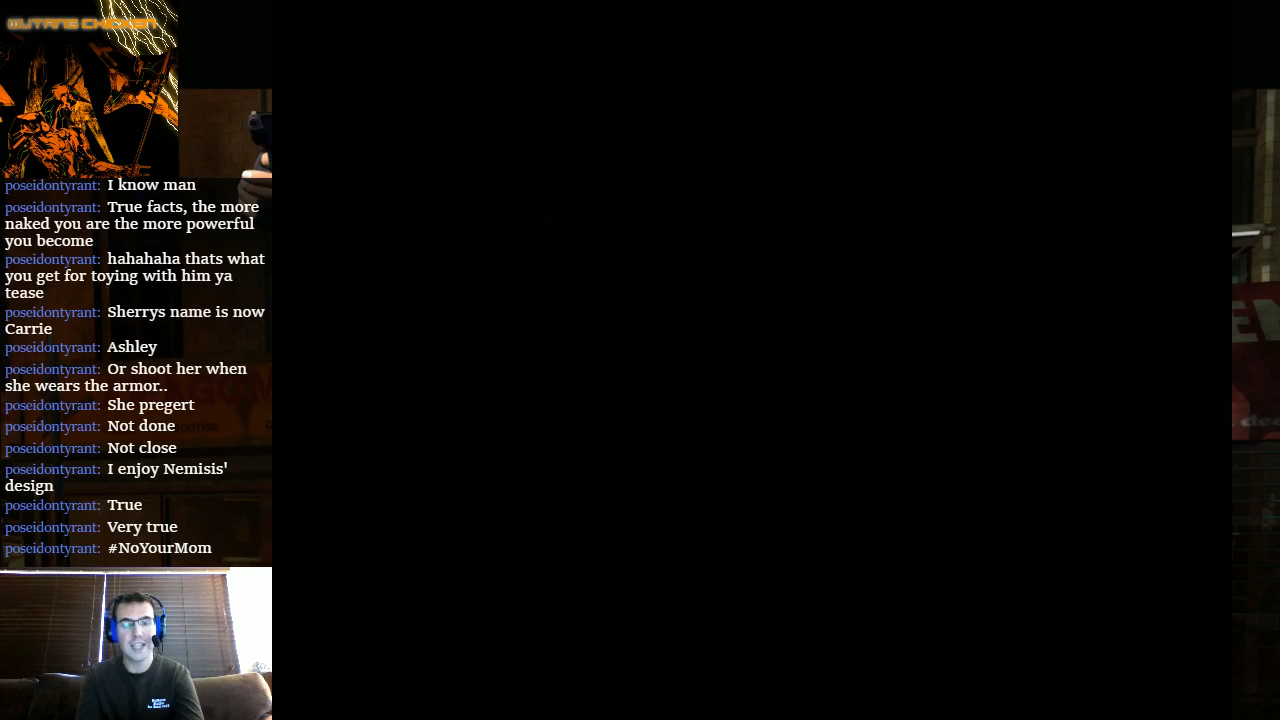 WUTANG CHICKEN
poseidontyrant: I know man
poseidontyrant: True facts, the more
naked you are the more powerful
you become
poseidontyrant: hahahaha thats what
you get for toying with him ya
tease
poseidontyrant: Sherrys name is now
Carrie
poseidontyrant: Ashley
poseidontyrant: Or shoot her when
she wears the armor..
poseidontyrant: She pregert
poseidontyrant: Not done
poseidontyrant: Not close
poseidontyrant: I enjoy Nemisis'
design
poseidontyrant: True
poseidontyrant: Very true
poseidontyrant: #NoYourMom